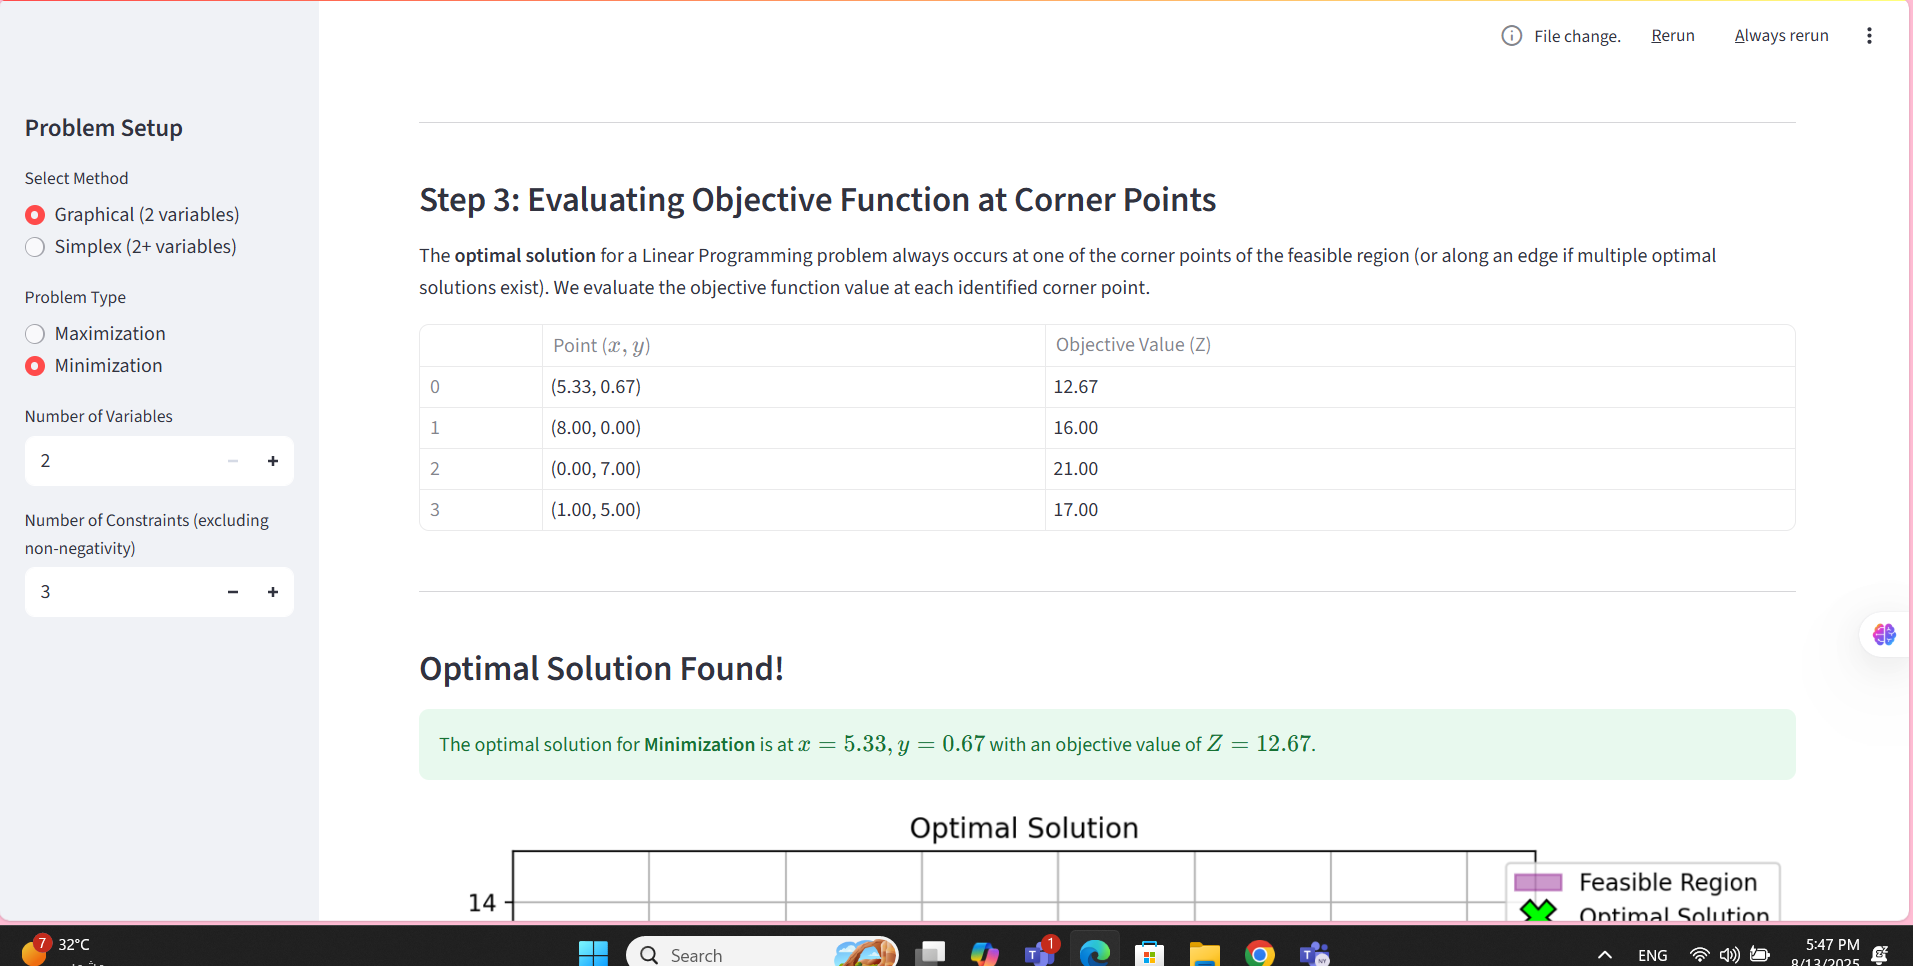 File change.
Rerun
Always rerun
Problem Setup
Select Method
Graphical (2 variables)
Simplex (2+ variables)
Problem Type
Maximization
Minimization
Number of Variables
2
Number of Constraints (excluding
non-negativity)
3
Step 3: Evaluating Objective Function at Corner Points
The optimal solution for a Linear Programming problem always occurs at one of the corner points of the feasible region (or along an edge if multiple optimal
solutions exist). We evaluate the objective function value at each identified corner point.
Point (x, y) Objective Value (Z)
0 (5.33, 0.67) 12.67
1 (8.00, 0.00) 16.00
2 (0.00, 7.00) 21.00
3 (1.00, 5.00) 17.00
Optimal Solution Found!
The optimal solution for Minimization is at x = 5.33, y = 0.67 with an objective value of Z = 12.67.
Optimal Solution
14
Feasible Region
Optimal Solution
7
32°C
Search
1
ENG
5:47 PM
8/13/2025